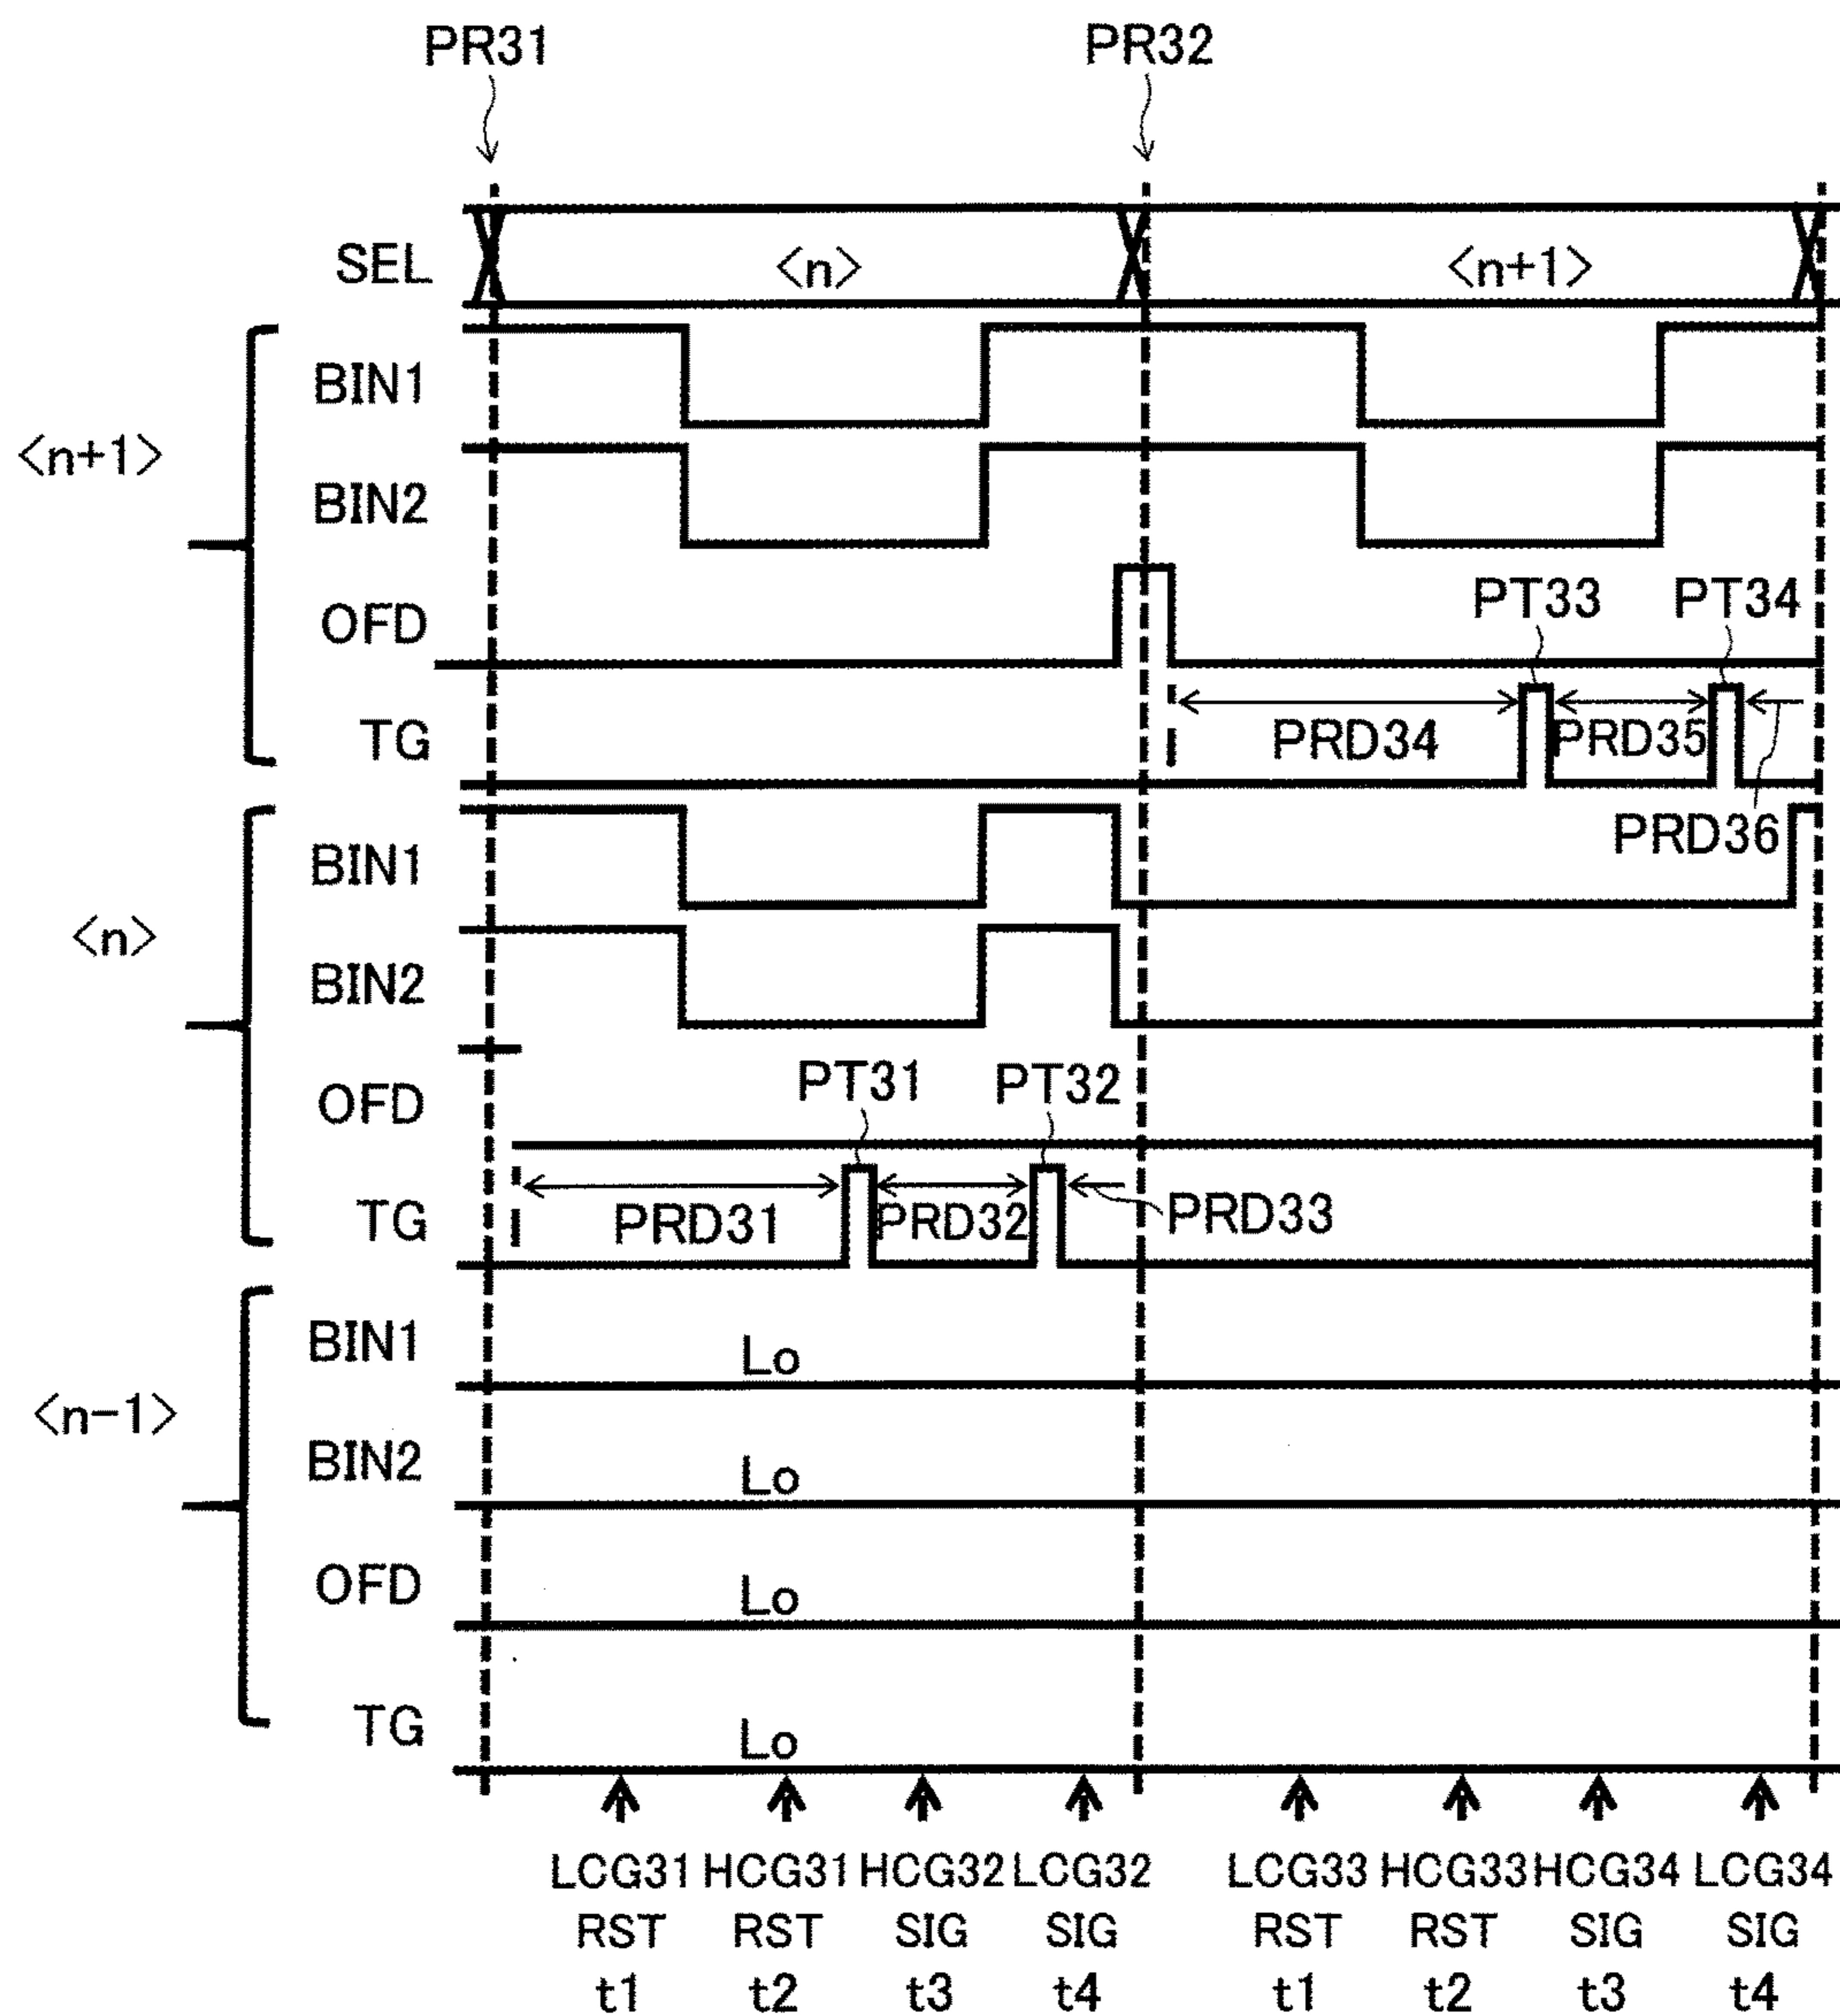 PR31 PR32
SEL <n> <n+1>
BIN1
<n+1>
BIN2
OFD PT33 PT34
TG PRD34 PRD35
PRD36
BIN1
<n>
BIN2
OFD PT31 PT32
TG PRD31 PRD32 PRD33
BIN1 Lo
<n-1>
BIN2 Lo
OFD Lo
TG Lo
LCG31 HCG31 HCG32 LCG32 LCG33 HCG33 HCG34 LCG34
RST RST SIG SIG RST RST SIG SIG
t1 t2 t3 t4 t1 t2 t3 t4